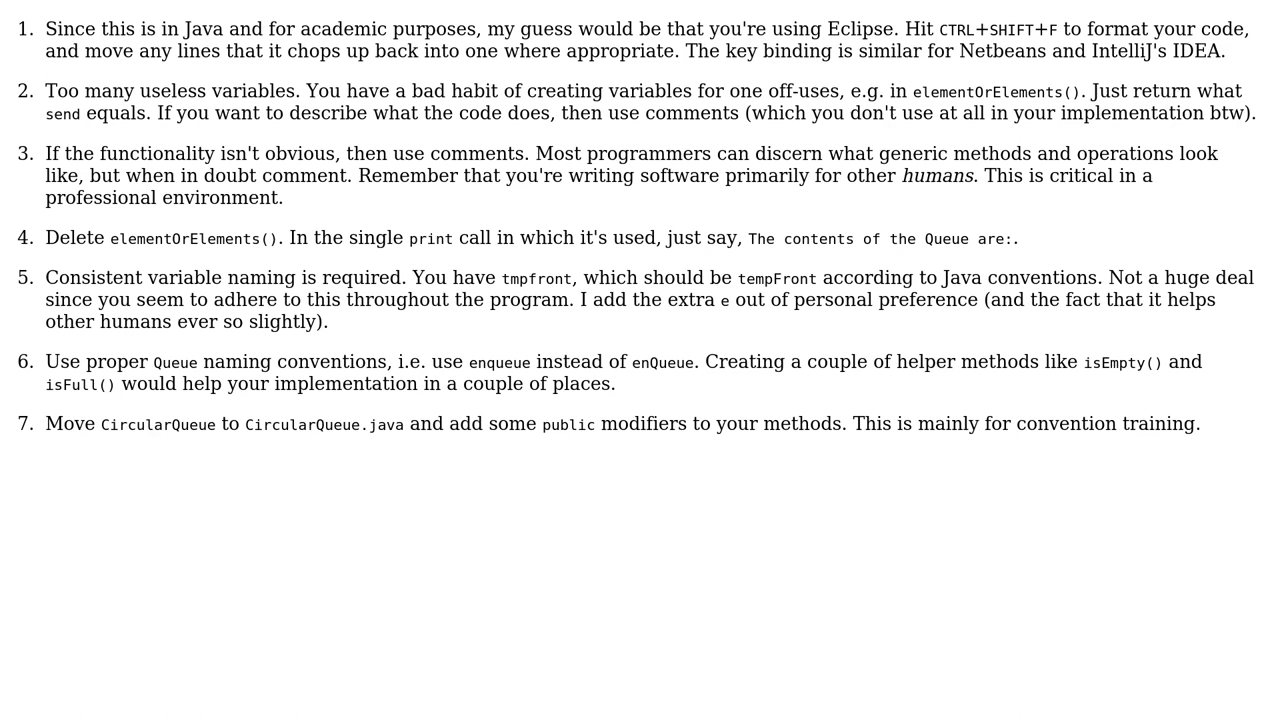 1. Since this is in Java and for academic purposes, my guess would be that you're using Eclipse. Hit CTRL+SHIFT+F to format your code,
and move any lines that it chops up back into one where appropriate. The key binding is similar for Netbeans and IntelliJ's IDEA.
2. Too many useless variables. You have a bad habit of creating variables for one off-uses, e.g. in elementOrElements(). Just return what
send equals. If you want to describe what the code does, then use comments (which you don't use at all in your implementation btw).
3. If the functionality isn't obvious, then use comments. Most programmers can discern what generic methods and operations look
like, but when in doubt comment. Remember that you're writing software primarily for other humans. This is critical in a
professional environment.
4. Delete elementOrElements(). In the single print call in which it's used, just say, The contents of the Queue are:.
5. Consistent variable naming is required. You have tmpfront, which should be tempFront according to Java conventions. Not a huge deal
since you seem to adhere to this throughout the program. I add the extra e out of personal preference (and the fact that it helps
other humans ever so slightly).
6. Use proper Queue naming conventions, i.e. use enqueue instead of enQueue. Creating a couple of helper methods like isEmpty() and
isFull() would help your implementation in a couple of places.
7. Move CircularQueue to CircularQueue.java and add some public modifiers to your methods. This is mainly for convention training.